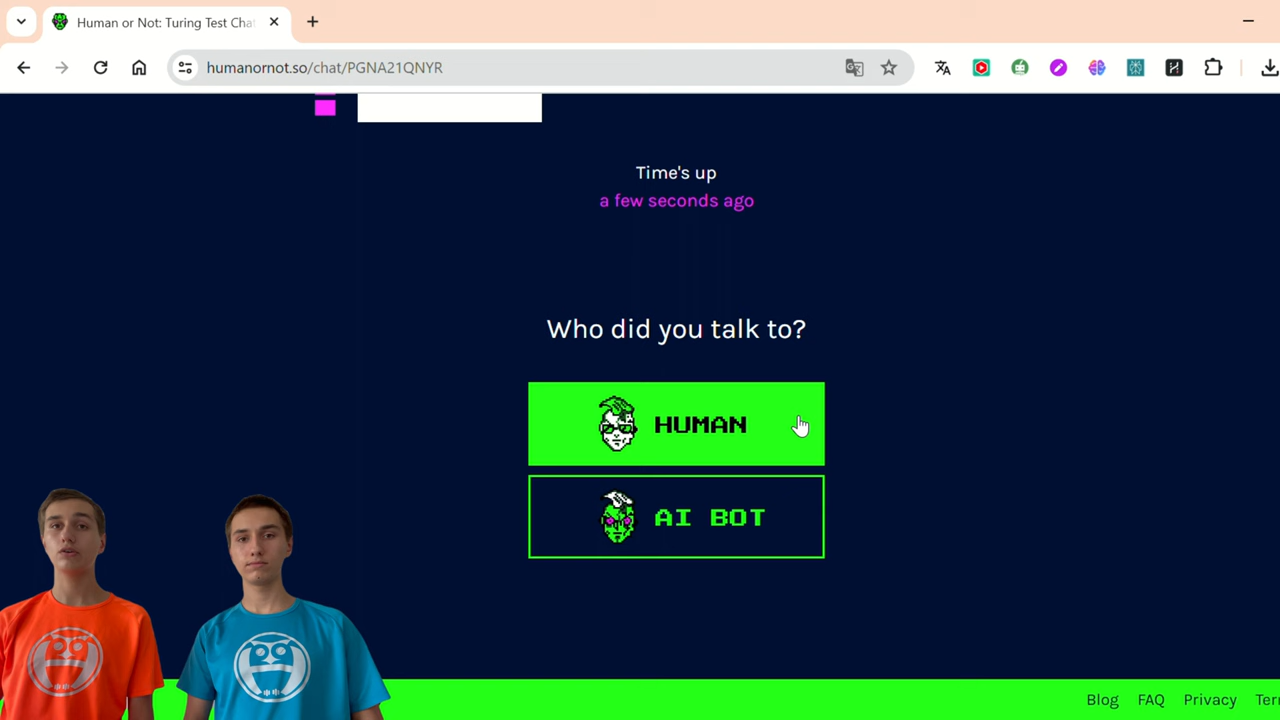 Human or Not: Turing Test Cha
humanornot.so/chat/PGNA21QNYR
Time's up
a few seconds ago
Who did you talk to?
HUMAN
AI BOT
Blog FAQ Privacy Ter